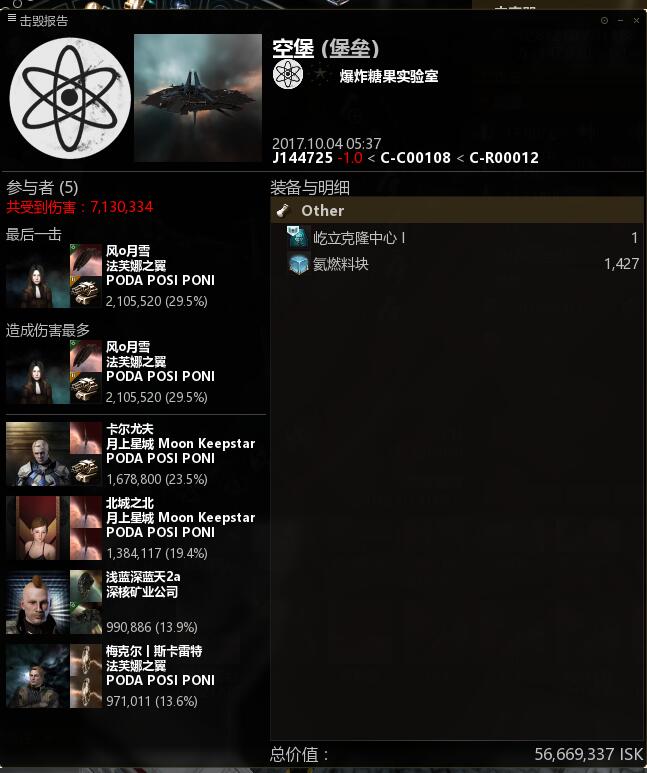 击毁报告
空堡 (堡垒)
爆炸糖果实验室
2017.10.04 05:37
J144725 -1.0 < C-C00108 < C-R00012
参与者 (5)
共受到伤害：7,130,334
最后一击
风o月雪
法芙娜之翼
PODA POSI PONI
2,105,520 (29.5%)
造成伤害最多
风o月雪
法芙娜之翼
PODA POSI PONI
2,105,520 (29.5%)
卡尔尤夫
月上星城 Moon Keepstar
PODA POSI PONI
1,678,800 (23.5%)
北城之北
月上星城 Moon Keepstar
PODA POSI PONI
1,384,117 (19.4%)
浅蓝深蓝天2a
深核矿业公司
990,886 (13.9%)
梅克尔丨斯卡雷特
法芙娜之翼
PODA POSI PONI
971,011 (13.6%)
装备与明细
Other
屹立克隆中心 I 1
氦燃料块 1,427
总价值： 56,669,337 ISK